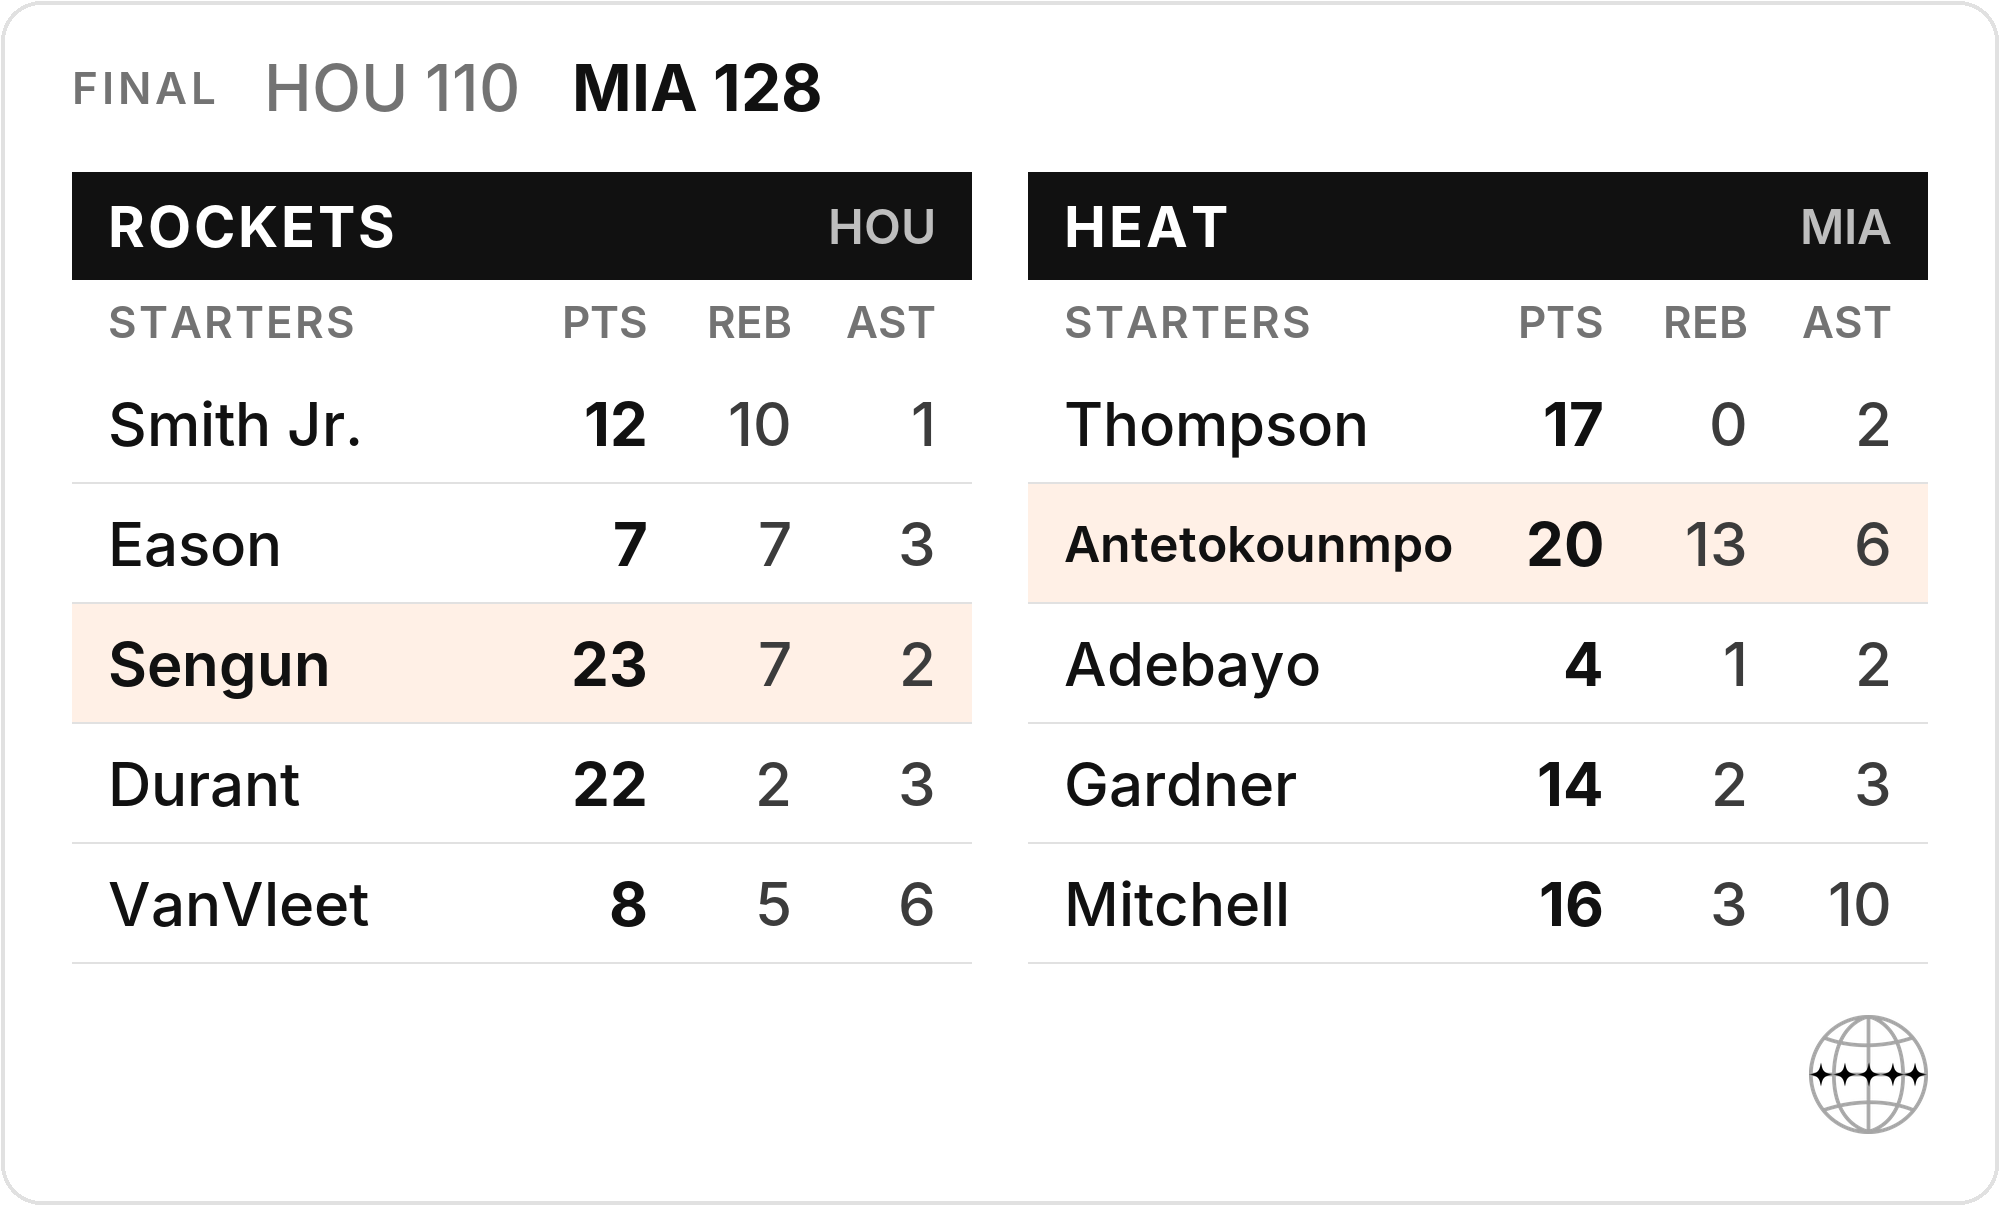 FINAL HOU 110 MIA 128
ROCKETS HOU
STARTERS PTS REB AST
Smith Jr. 12 10 1
Eason 7 7 3
Sengun 23 7 2
Durant 22 2 3
VanVleet 8 5 6
HEAT MIA
STARTERS PTS REB AST
Thompson 17 0 2
Antetokounmpo 20 13 6
Adebayo 4 1 2
Gardner 14 2 3
Mitchell 16 3 10